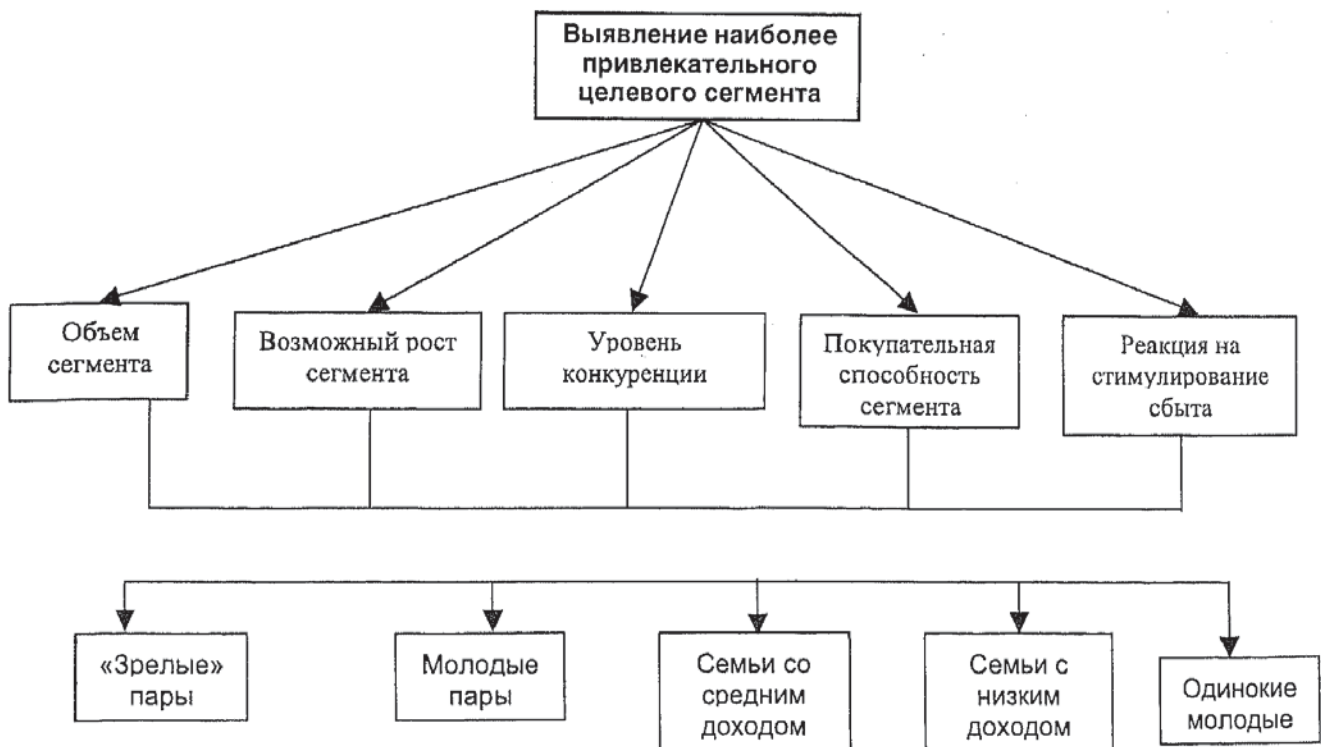 Выявление наиболее
привлекательного
целевого сегмента
Объем
сегмента
Возможный рост
сегмента
Уровень
конкуренции
Покупательная
способность
сегмента
Реакция на
стимулирование
сбыта
«Зрелые»
пары
Молодые
пары
Семьи со
средним
доходом
Семьи с
низким
доходом
Одинокие
молодые